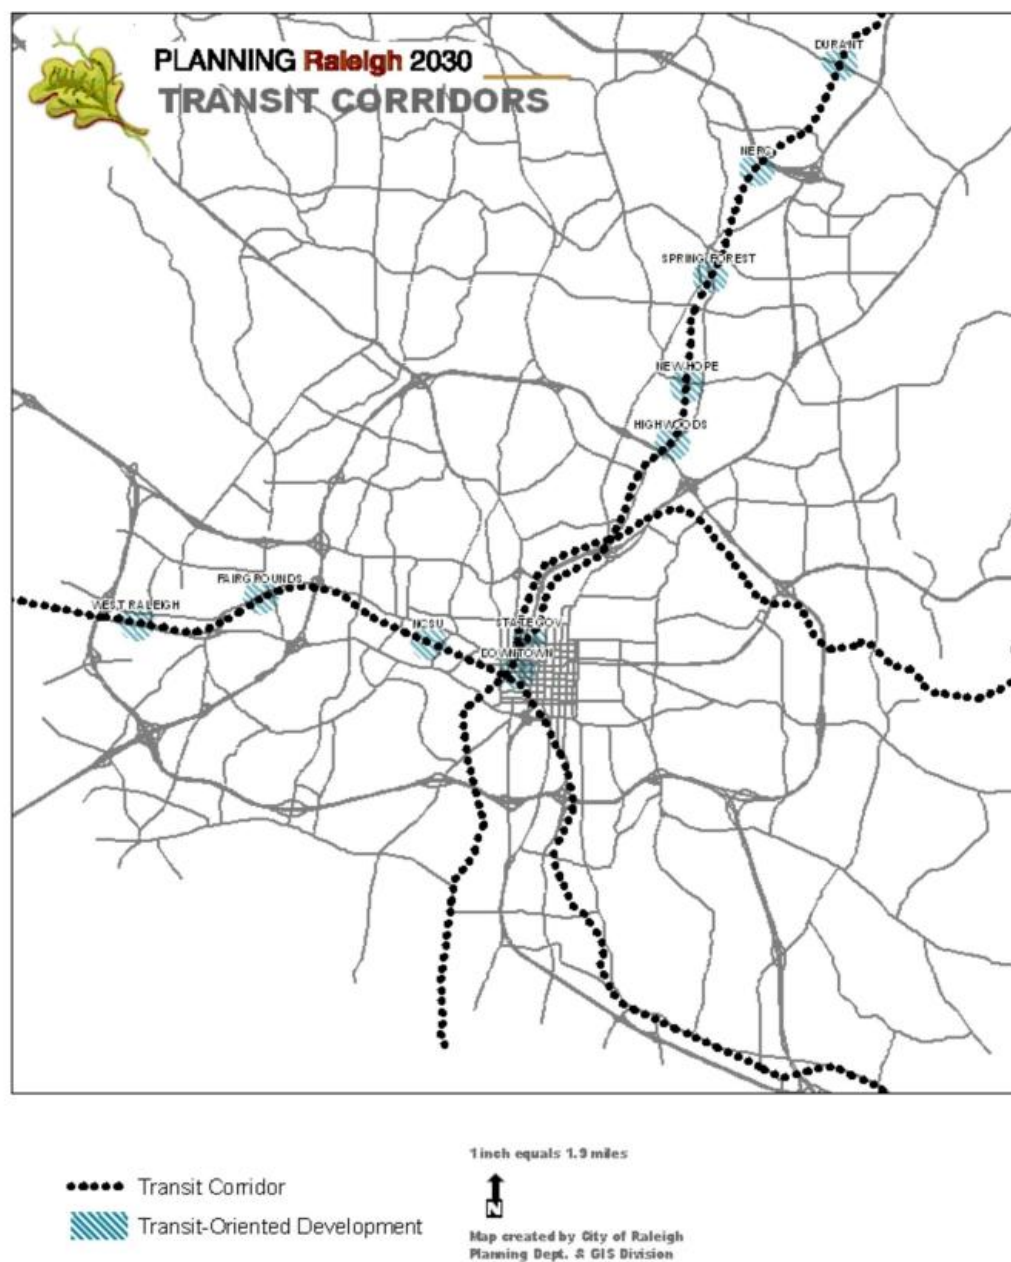 PLANNING Raleigh 2030
TRANSIT CORRIDORS
DURANT
NERC
SPRING FOREST
NEW HOPE
HIGHWOODS
FAIRGROUNDS
WEST RALEIGH
NCSU
STATE GOV
DOWNTOWN
1 inch equals 1.9 miles
Transit Corridor
N
Transit-Oriented Development
Map created by City of Raleigh
Planning Dept. & GIS Division